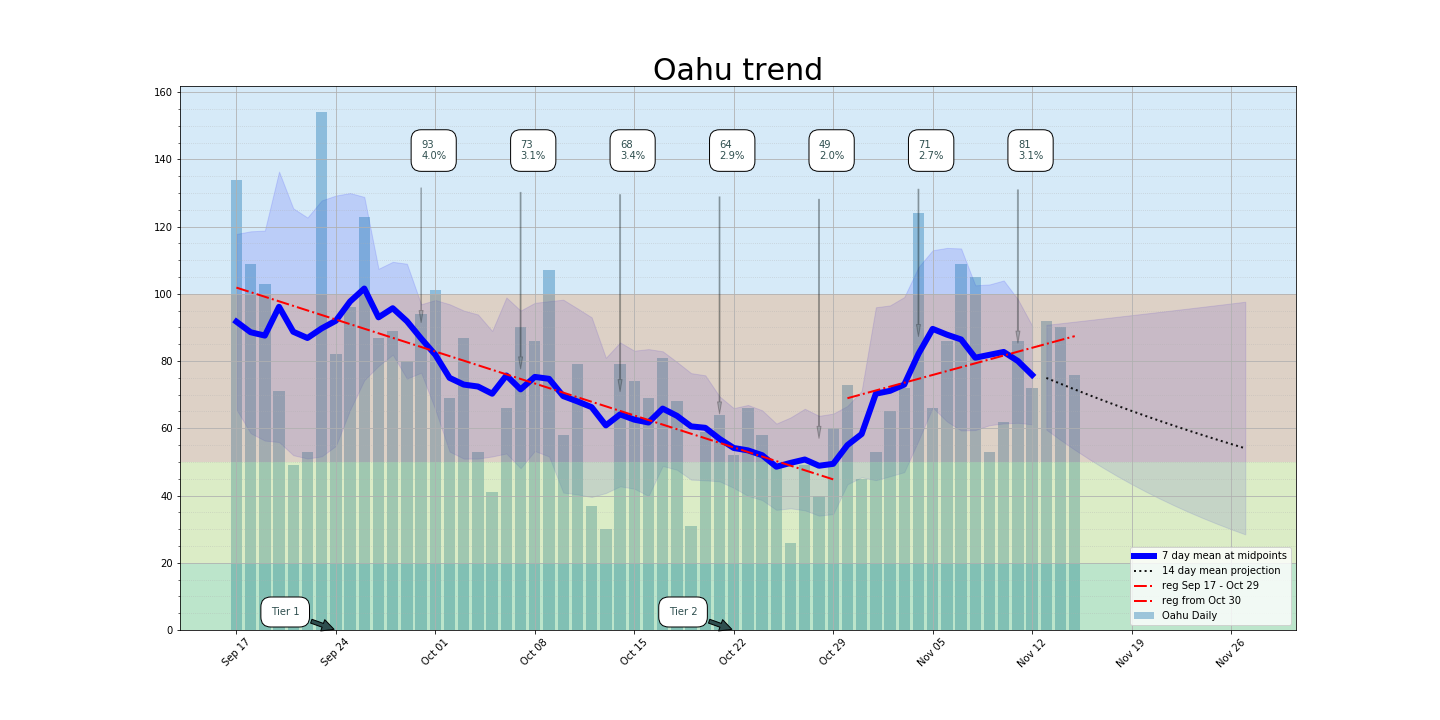 Oahu trend
160
140
120
100
80
60
40
20
0
93
4.0%
73
3.1%
68
3.4%
64
2.9%
49
2.0%
71
2.7%
81
3.1%
Tier 1
Tier 2
7 day mean at midpoints
14 day mean projection
reg Sep 17 - Oct 29
reg from Oct 30
Oahu Daily
Sep 17
Sep 24
Oct 01
Oct 08
Oct 15
Oct 22
Oct 29
Nov 05
Nov 12
Nov 19
Nov 26